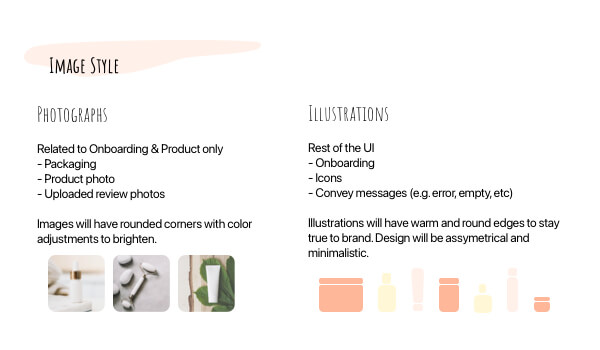 Image Style
Photographs
Related to Onboarding & Product only
- Packaging
- Product photo
- Uploaded review photos
Images will have rounded corners with color
adjustments to brighten.
Illustrations
Rest of the UI
- Onboarding
- Icons
- Convey messages (e.g. error, empty, etc)
Illustrations will have warm and round edges to stay
true to brand. Design will be assymetrical and
minimalistic.